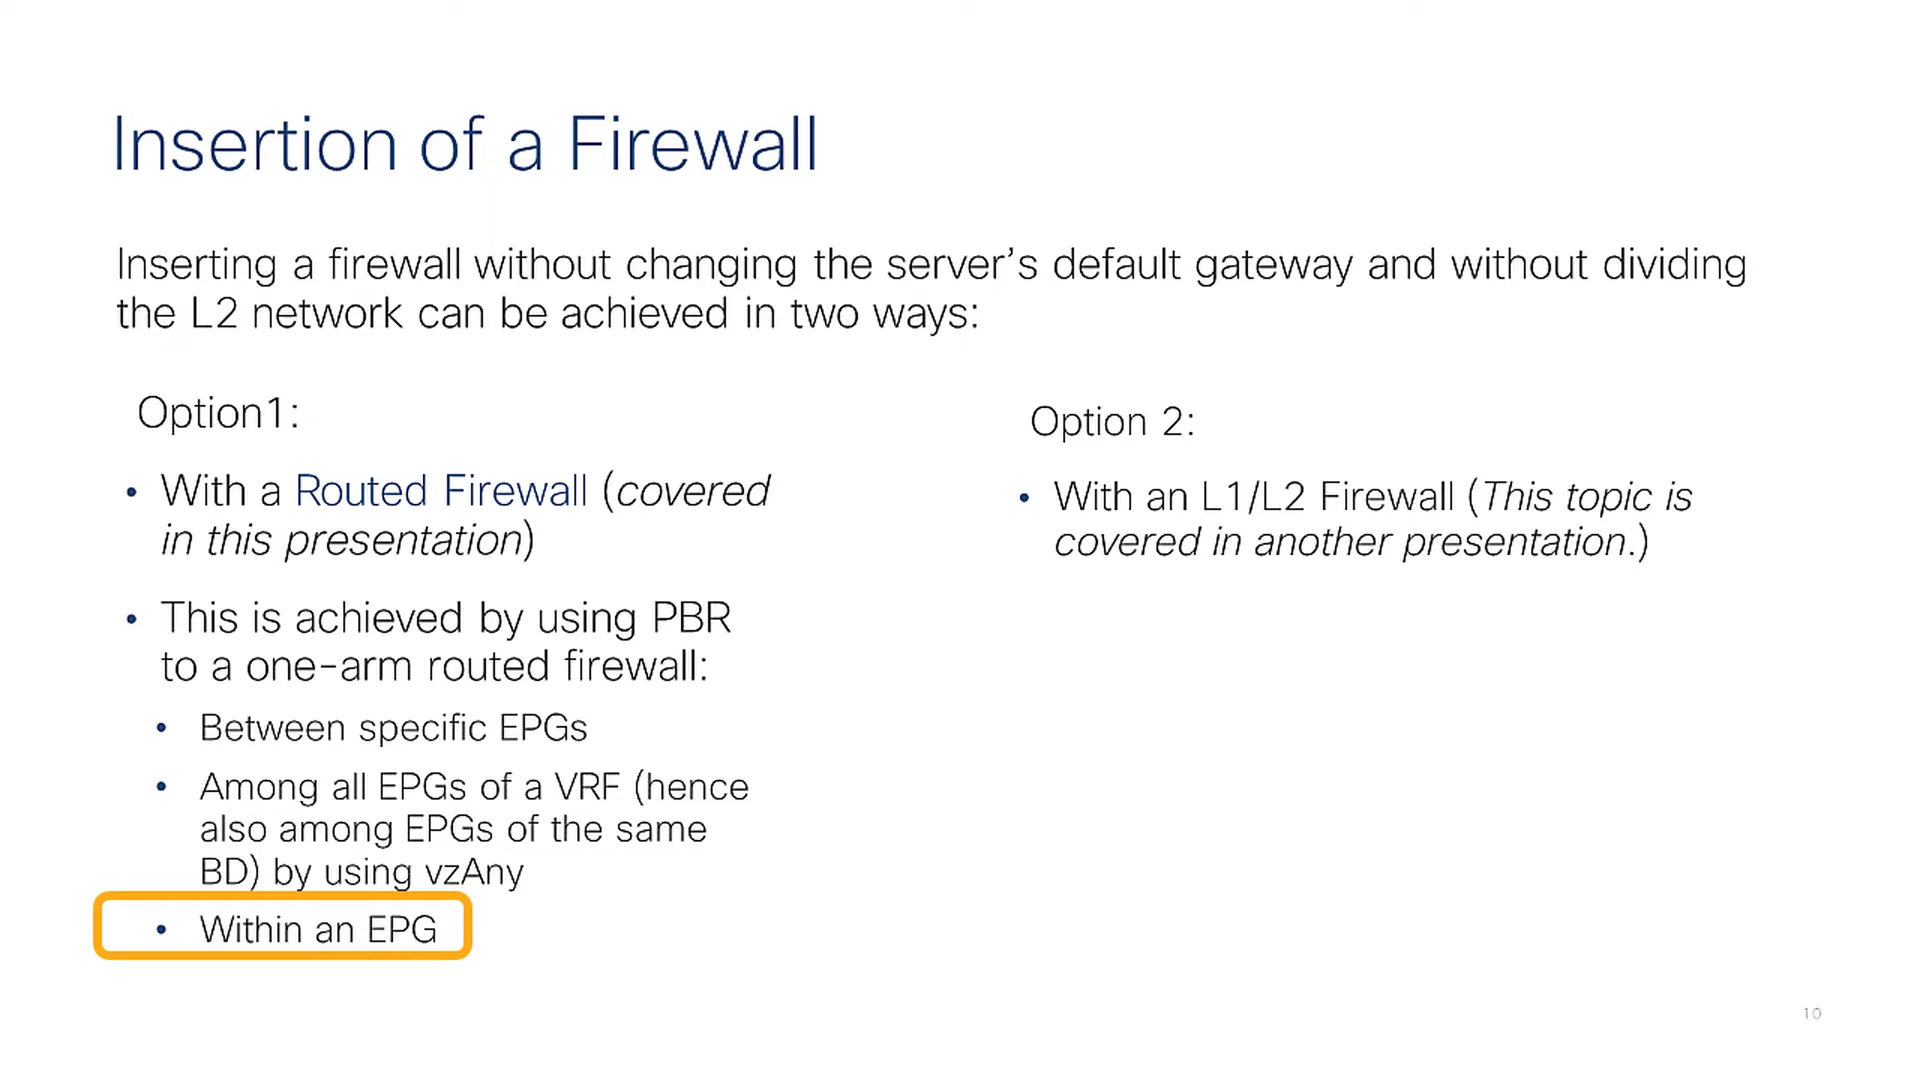 Insertion of a Firewall
Inserting a firewall without changing the server’s default gateway and without dividing
the L2 network can be achieved in two ways:
Option1:
• With a Routed Firewall (covered
in this presentation)
• This is achieved by using PBR
to a one-arm routed firewall:
• Between specific EPGs
• Among all EPGs of a VRF (hence
also among EPGs of the same
BD) by using vzAny
• Within an EPG
Option 2:
• With an L1/L2 Firewall (This topic is
covered in another presentation.)
10